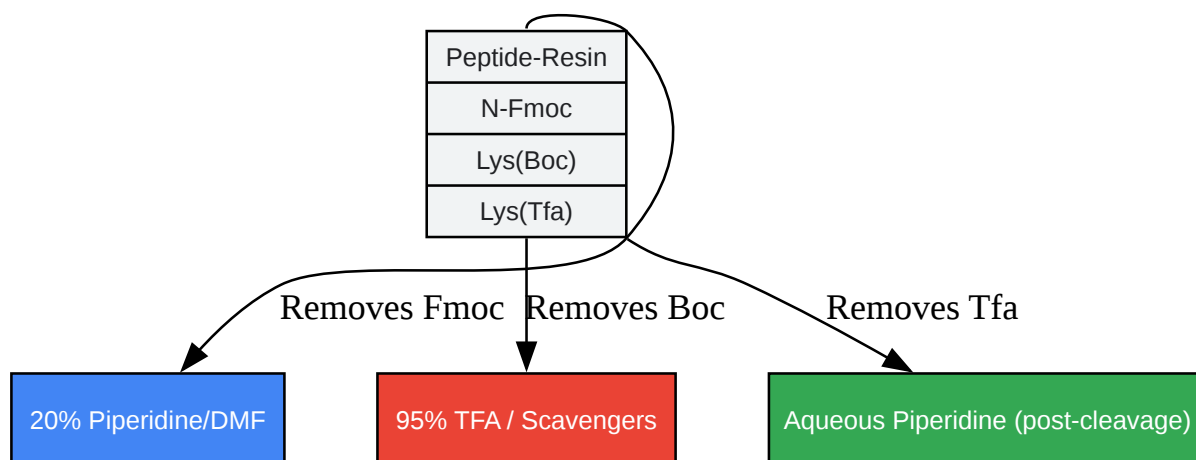 Peptide-Resin
N-Fmoc
Lys(Boc)
Lys(Tfa)
Removes Fmoc
Removes Boc
Removes Tfa
20% Piperidine/DMF
95% TFA / Scavengers
Aqueous Piperidine (post-cleavage)